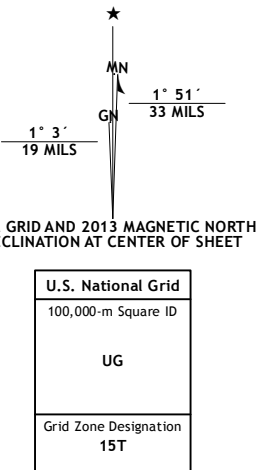 MN
GN
1° 51´
33 MILS
1° 3´
19 MILS
GRID AND 2013 MAGNETIC NORTH
CLINATION AT CENTER OF SHEET
U.S. National Grid
100,000-m Square ID
UG
Grid Zone Designation
15T